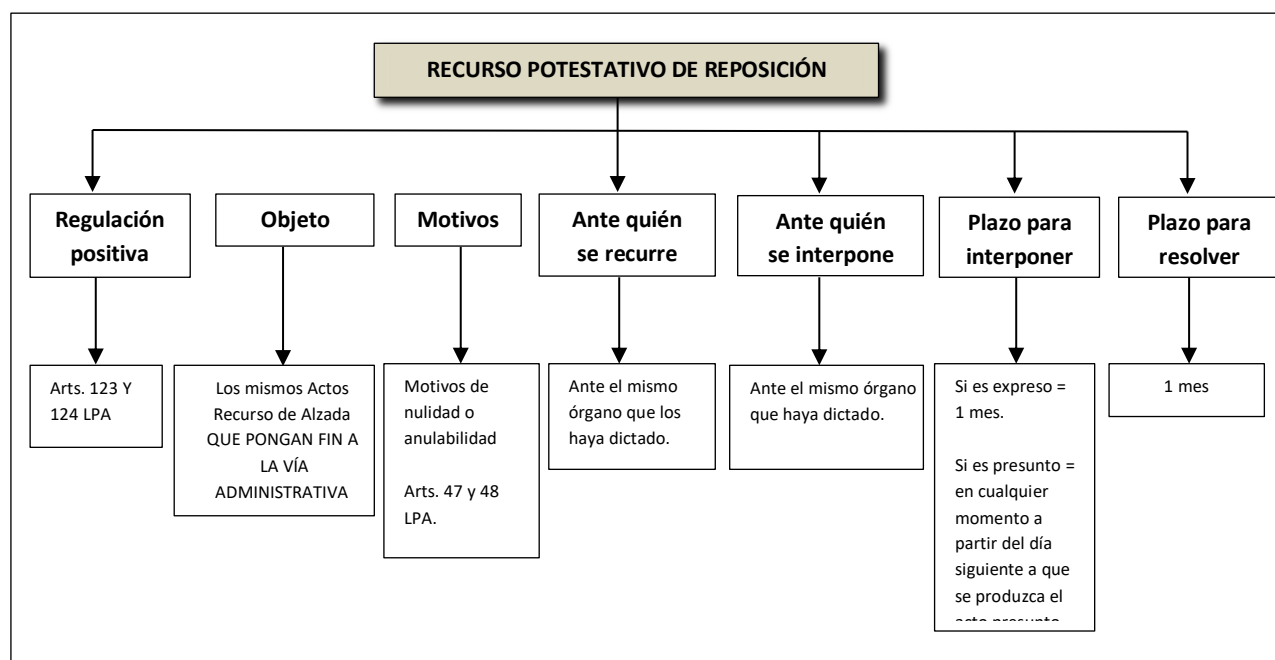 RECURSO POTESTATIVO DE REPOSICIÓN
Regulación
positiva
Objeto
Motivos
Ante quién
se recurre
Ante quién
se interpone
Plazo para
interponer
Plazo para
resolver
Arts. 123 Y
124 LPA
Los mismos Actos
Recurso de Alzada
QUE PONGAN FIN A
LA VÍA
ADMINISTRATIVA
Motivos de
nulidad o
anulabilidad
Arts. 47 y 48
LPA.
Ante el mismo
órgano que los
haya dictado.
Ante el mismo órgano
que haya dictado.
Si es expreso =
1 mes.
Si es presunto =
en cualquier
momento a
partir del día
siguiente a que
se produzca el
acto presunto
1 mes